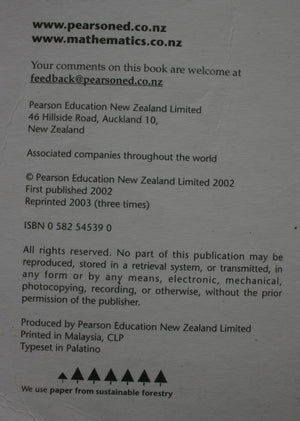 www.pearsoned.co.nz
www.mathematics.co.nz
Your comments on this book are welcome at
feedback@pearsoned.co.nz
Pearson Education New Zealand Limited
46 Hillside Road, Auckland 10,
New Zealand
Associated companies throughout the world
© Pearson Education New Zealand Limited 2002
First published 2002
Reprinted 2003 (three times)
ISBN 0 582 54539 0
All rights reserved. No part of this publication may be
reproduced, stored in a retrieval system, or transmitted, in
any form or by any means, electronic, mechanical,
photocopying, recording, or otherwise, without the prior
permission of the publisher.
Produced by Pearson Education New Zealand Limited
Printed in Malaysia, CLP
Typeset in Palatino
We use paper from sustainable forestry